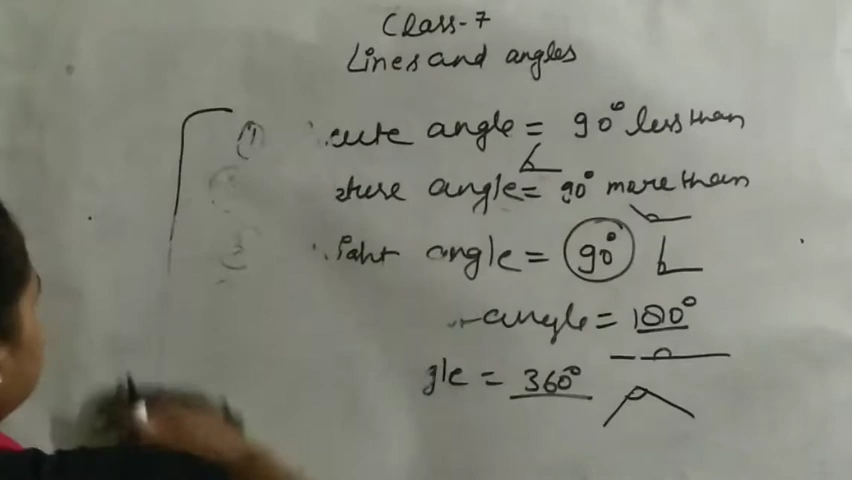 Class-7
Lines and angles
(1) cute angle = 90° less than
angle = 90° more than
angle = 90°
angle = 180°
gle = 360°